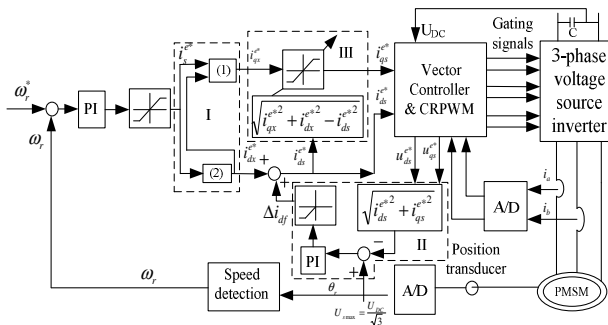 U_DC
C
Gating signals
i_s^{e*}
i_qx^{e*}
III
i_qs^{e*}
(1)
ω_r^*
PI
I
√(i_qx^{e*2} + i_dx^{e*2} − i_ds^{e*2})
Vector Controller & CRPWM
3-phase voltage source inverter
i_ds^{e*}
ω_r
(2)
i_dx^{e*}
+
+
i_ds^{e*}
u_ds^{e*}
u_qs^{e*}
Δi_df
√(i_ds^{e*2} + i_qs^{e*2})
A/D
i_a
i_b
PI
−
+
II
Position transducer
ω_r
Speed detection
θ_r
U_smax = U_DC/√3
A/D
PMSM